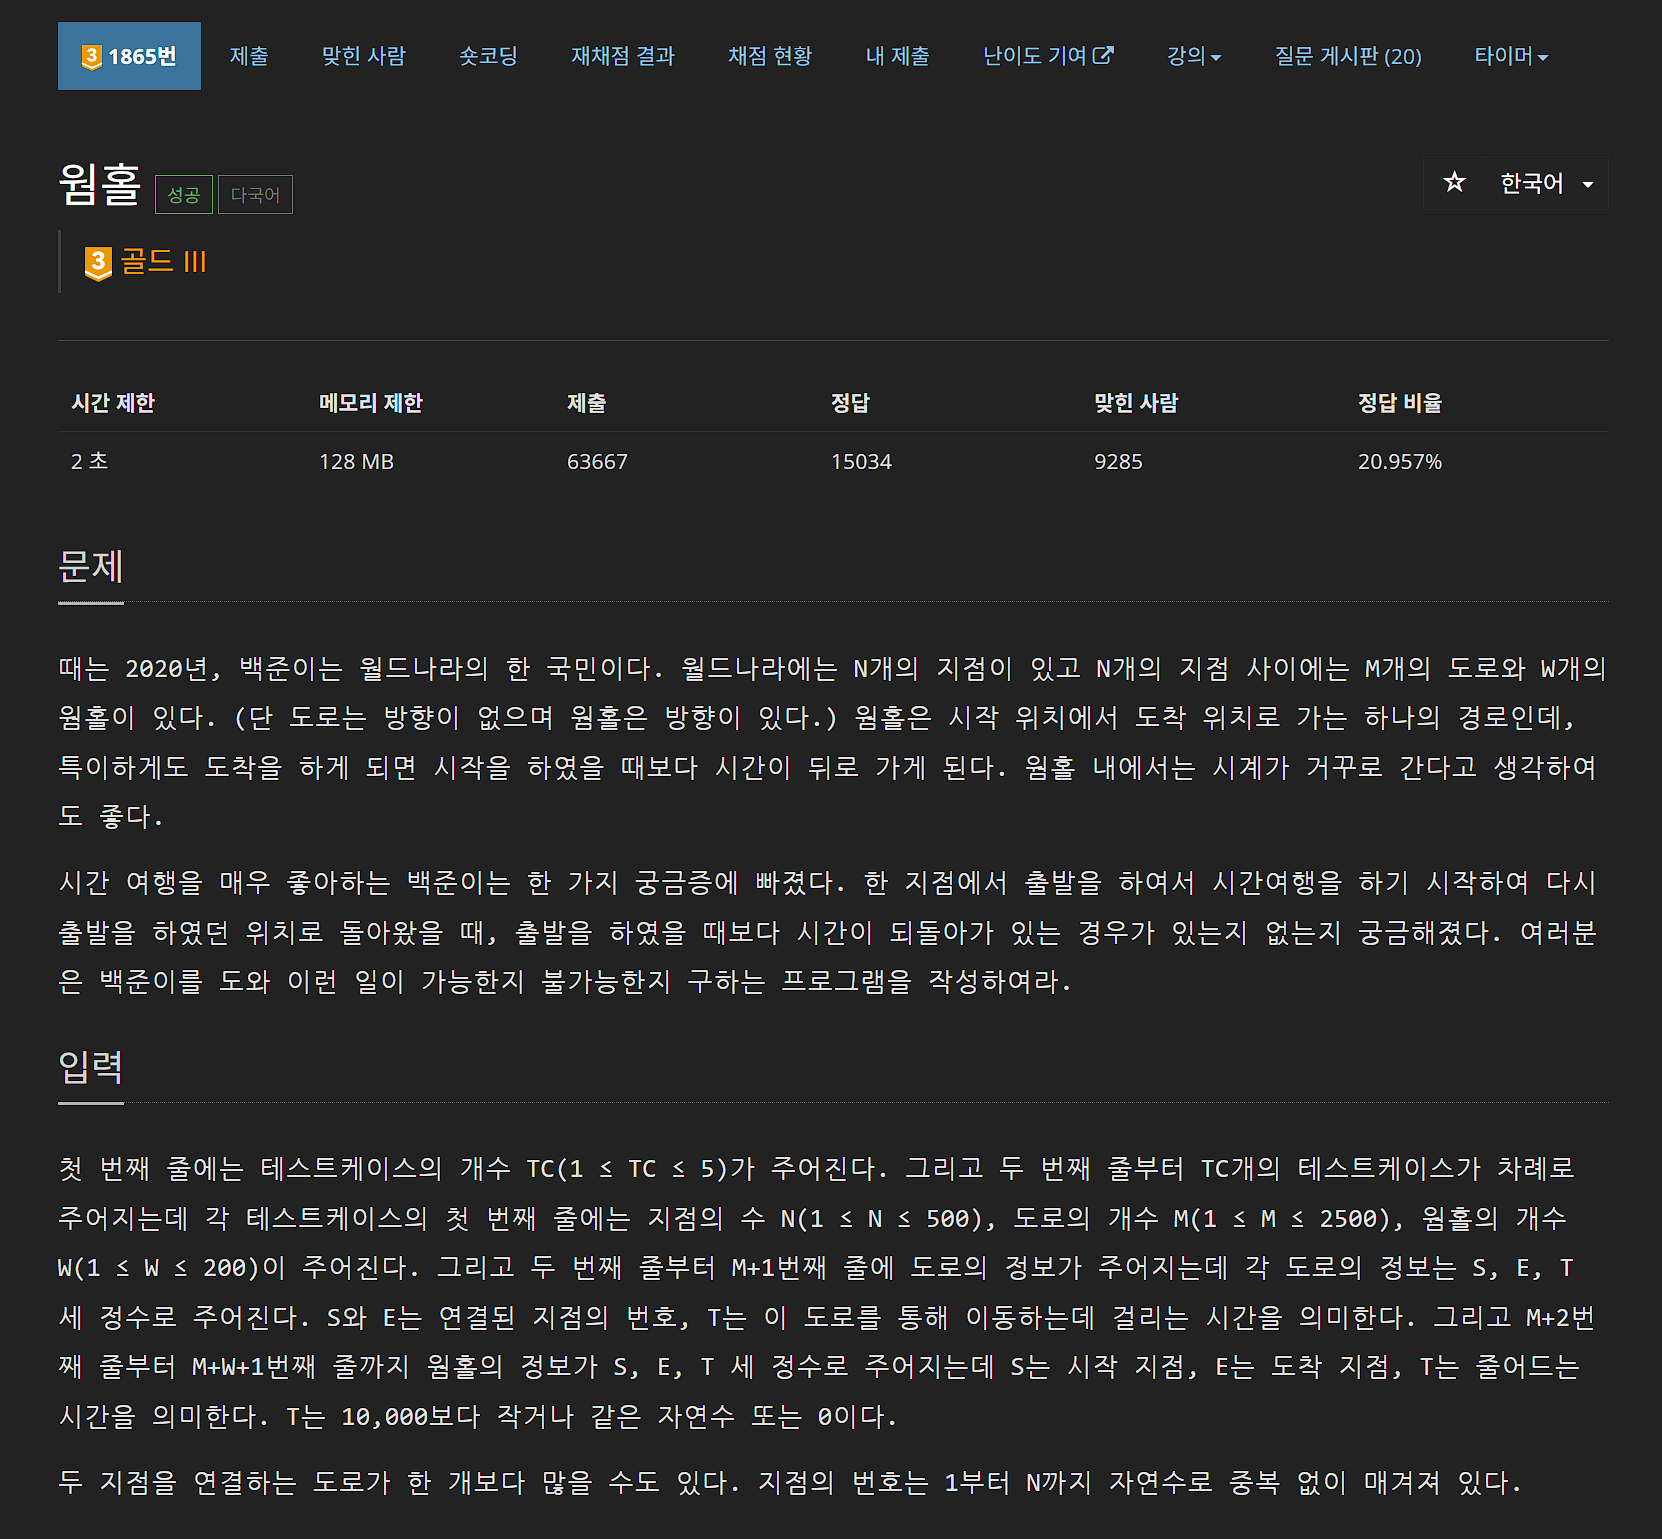 3 1865번 제출 맞힌 사람 숏코딩 재채점 결과 채점 현황 내 제출 난이도 기여 강의 질문 게시판 (20) 타이머
웜홀 성공 다국어 한국어
3 골드 III
시간 제한 메모리 제한 제출 정답 맞힌 사람 정답 비율
2 초 128 MB 63667 15034 9285 20.957%
문제
때는 2020년, 백준이는 월드나라의 한 국민이다. 월드나라에는 N개의 지점이 있고 N개의 지점 사이에는 M개의 도로와 W개의
웜홀이 있다. (단 도로는 방향이 없으며 웜홀은 방향이 있다.) 웜홀은 시작 위치에서 도착 위치로 가는 하나의 경로인데,
특이하게도 도착을 하게 되면 시작을 하였을 때보다 시간이 뒤로 가게 된다. 웜홀 내에서는 시계가 거꾸로 간다고 생각하여
도 좋다.
시간 여행을 매우 좋아하는 백준이는 한 가지 궁금증에 빠졌다. 한 지점에서 출발을 하여서 시간여행을 하기 시작하여 다시
출발을 하였던 위치로 돌아왔을 때, 출발을 하였을 때보다 시간이 되돌아가 있는 경우가 있는지 없는지 궁금해졌다. 여러분
은 백준이를 도와 이런 일이 가능한지 불가능한지 구하는 프로그램을 작성하여라.
입력
첫 번째 줄에는 테스트케이스의 개수 TC(1 ≤ TC ≤ 5)가 주어진다. 그리고 두 번째 줄부터 TC개의 테스트케이스가 차례로
주어지는데 각 테스트케이스의 첫 번째 줄에는 지점의 수 N(1 ≤ N ≤ 500), 도로의 개수 M(1 ≤ M ≤ 2500), 웜홀의 개수
W(1 ≤ W ≤ 200)이 주어진다. 그리고 두 번째 줄부터 M+1번째 줄에 도로의 정보가 주어지는데 각 도로의 정보는 S, E, T
세 정수로 주어진다. S와 E는 연결된 지점의 번호, T는 이 도로를 통해 이동하는데 걸리는 시간을 의미한다. 그리고 M+2번
째 줄부터 M+W+1번째 줄까지 웜홀의 정보가 S, E, T 세 정수로 주어지는데 S는 시작 지점, E는 도착 지점, T는 줄어드는
시간을 의미한다. T는 10,000보다 작거나 같은 자연수 또는 0이다.
두 지점을 연결하는 도로가 한 개보다 많을 수도 있다. 지점의 번호는 1부터 N까지 자연수로 중복 없이 매겨져 있다.